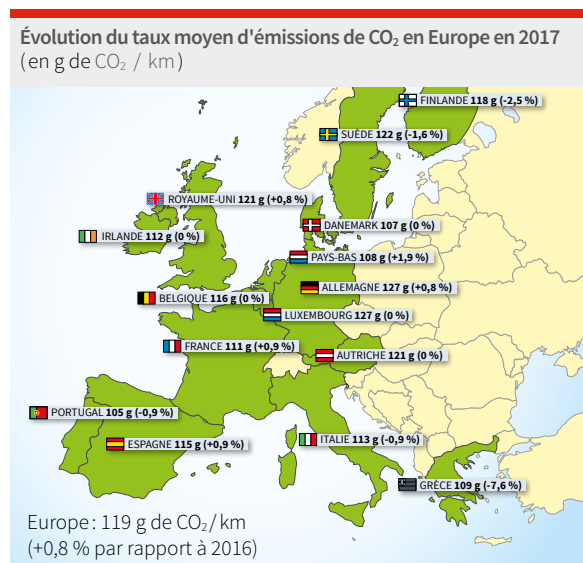 Évolution du taux moyen d'émissions de CO₂ en Europe en 2017
(en g de CO₂ / km)
FINLANDE 118 g (-2,5 %)
SUÈDE 122 g (-1,6 %)
ROYAUME-UNI 121 g (+0,8 %)
DANEMARK 107 g (0 %)
IRLANDE 112 g (0 %)
PAYS-BAS 108 g (+1,9 %)
ALLEMAGNE 127 g (+0,8 %)
BELGIQUE 116 g (0 %)
LUXEMBOURG 127 g (0 %)
FRANCE 111 g (+0,9 %)
AUTRICHE 121 g (0 %)
PORTUGAL 105 g (-0,9 %)
ITALIE 113 g (-0,9 %)
ESPAGNE 115 g (+0,9 %)
GRÈCE 109 g (-7,6 %)
Europe : 119 g de CO₂/ km
(+0,8 % par rapport à 2016)